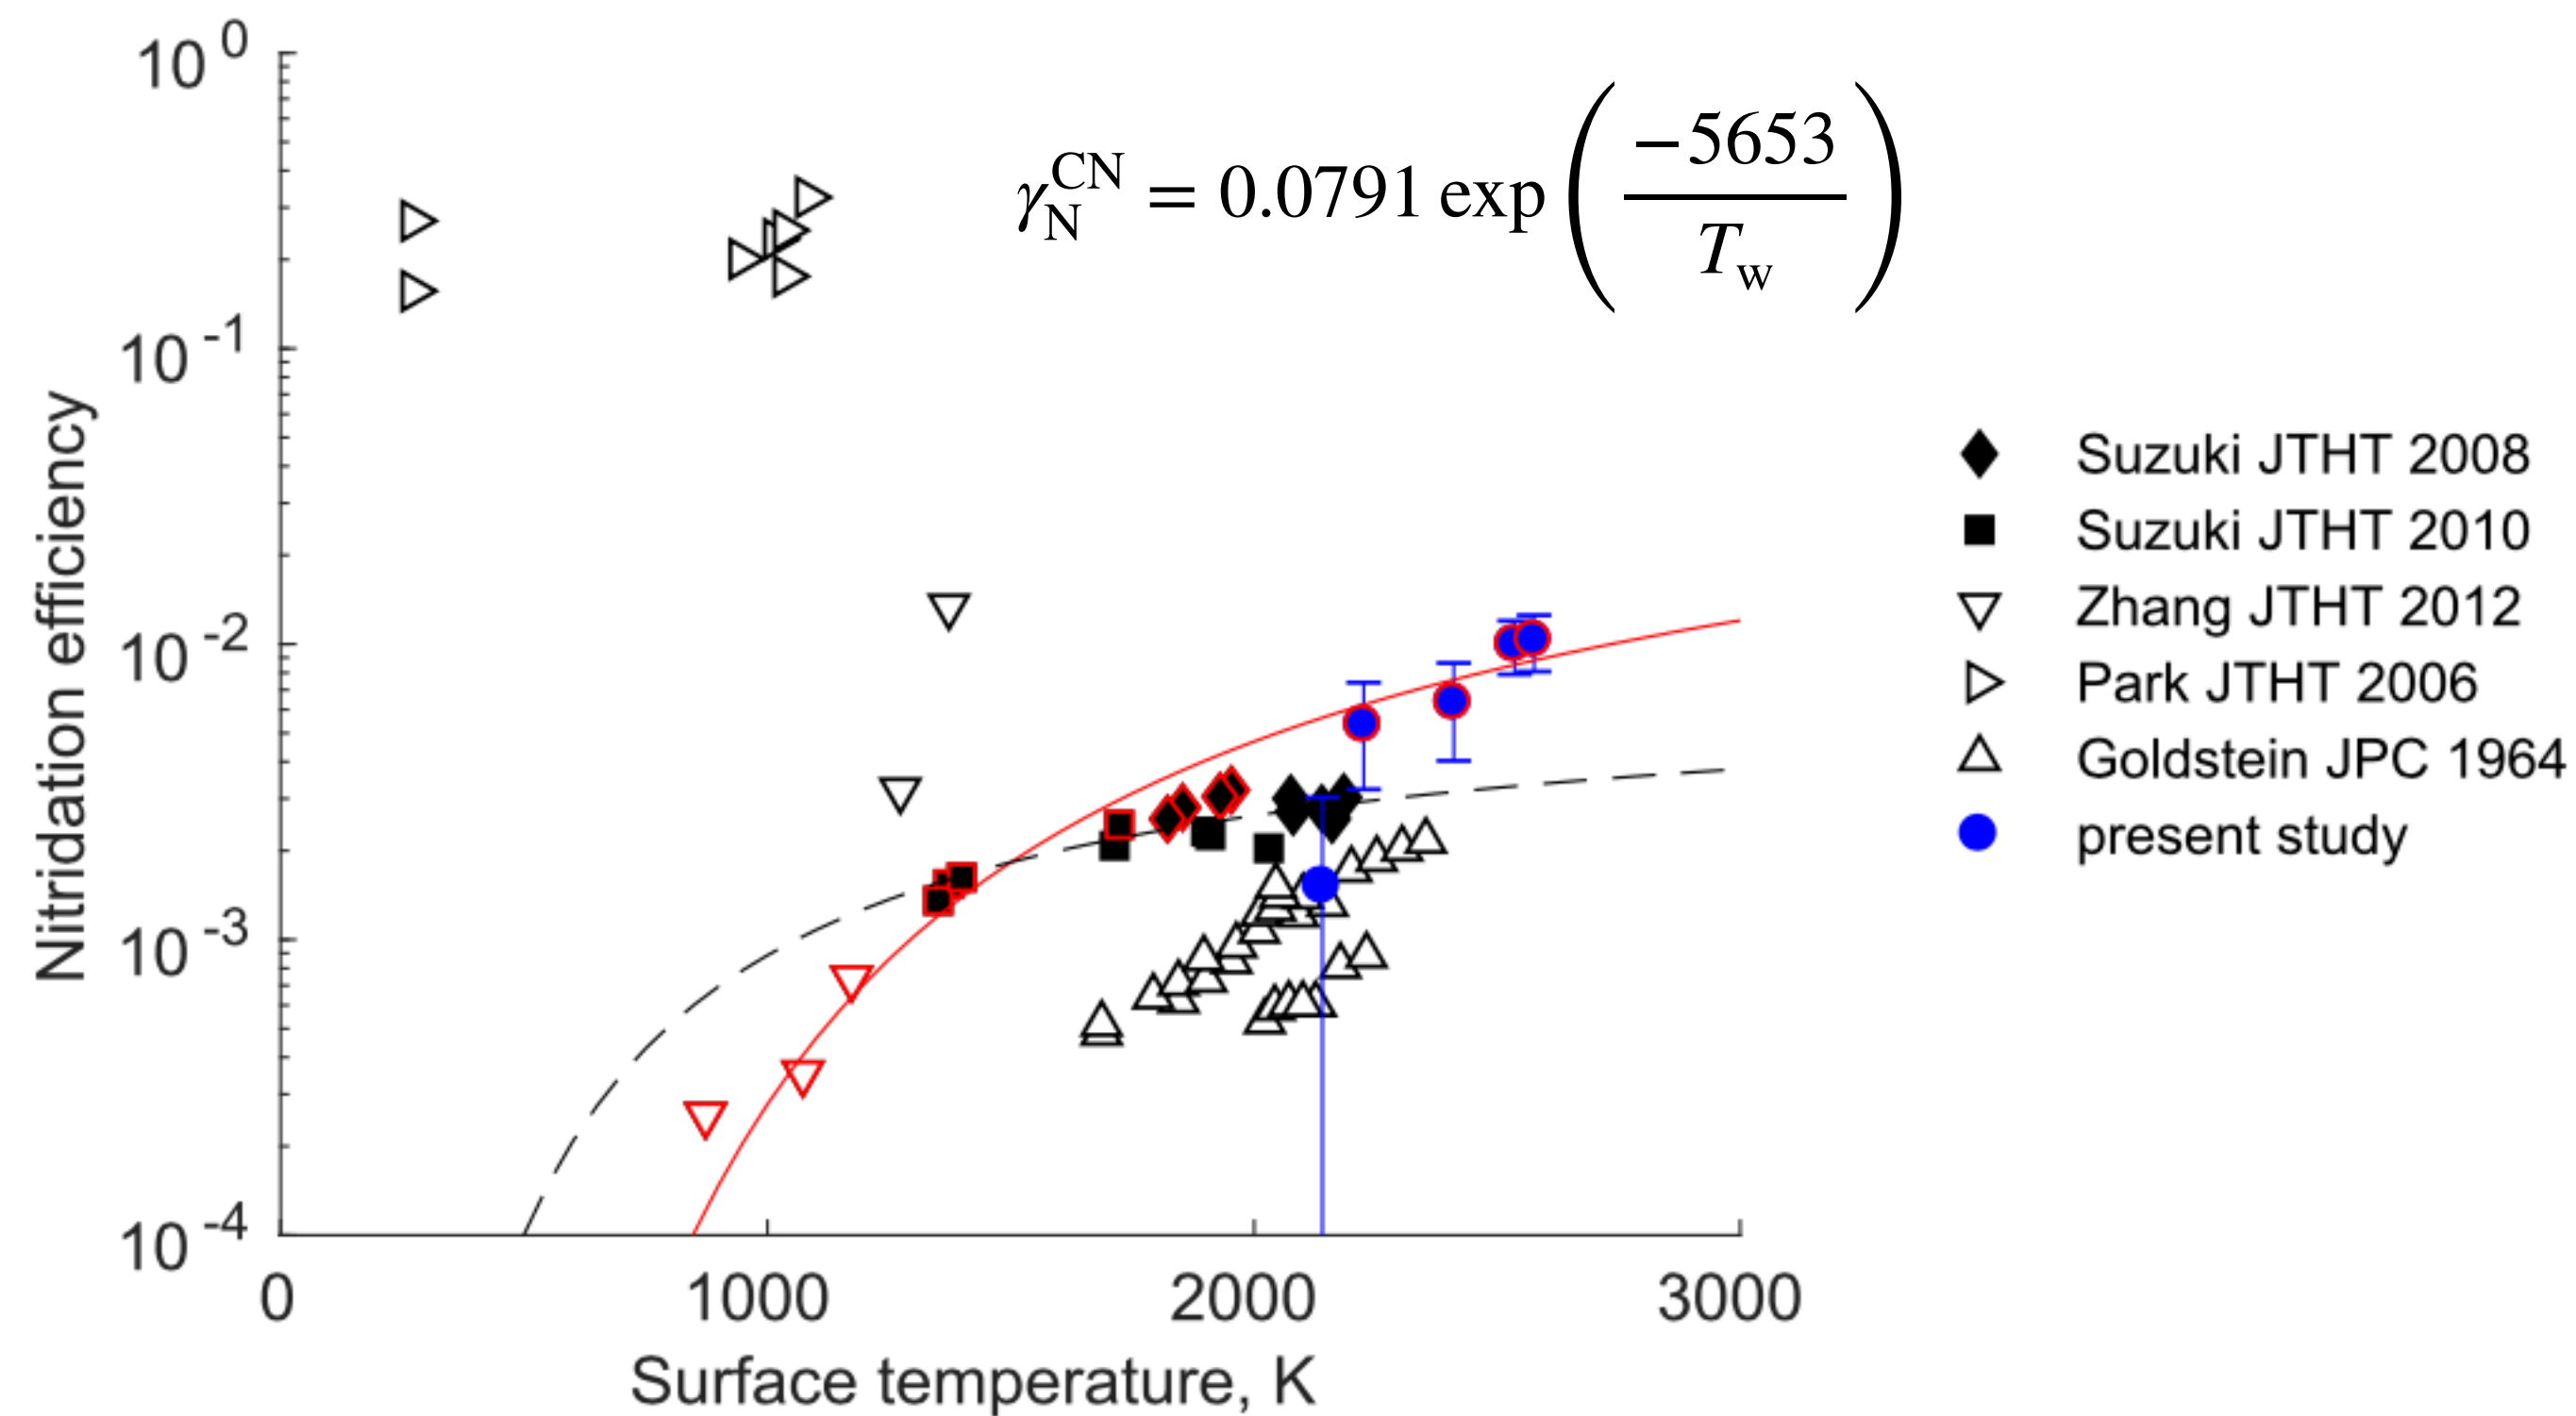 10^0
γ_N^CN = 0.0791 exp(−5653 / T_w)
10^-1
10^-2
10^-3
10^-4
Nitridation efficiency
0 1000 2000 3000
Surface temperature, K
Suzuki JTHT 2008
Suzuki JTHT 2010
Zhang JTHT 2012
Park JTHT 2006
Goldstein JPC 1964
present study